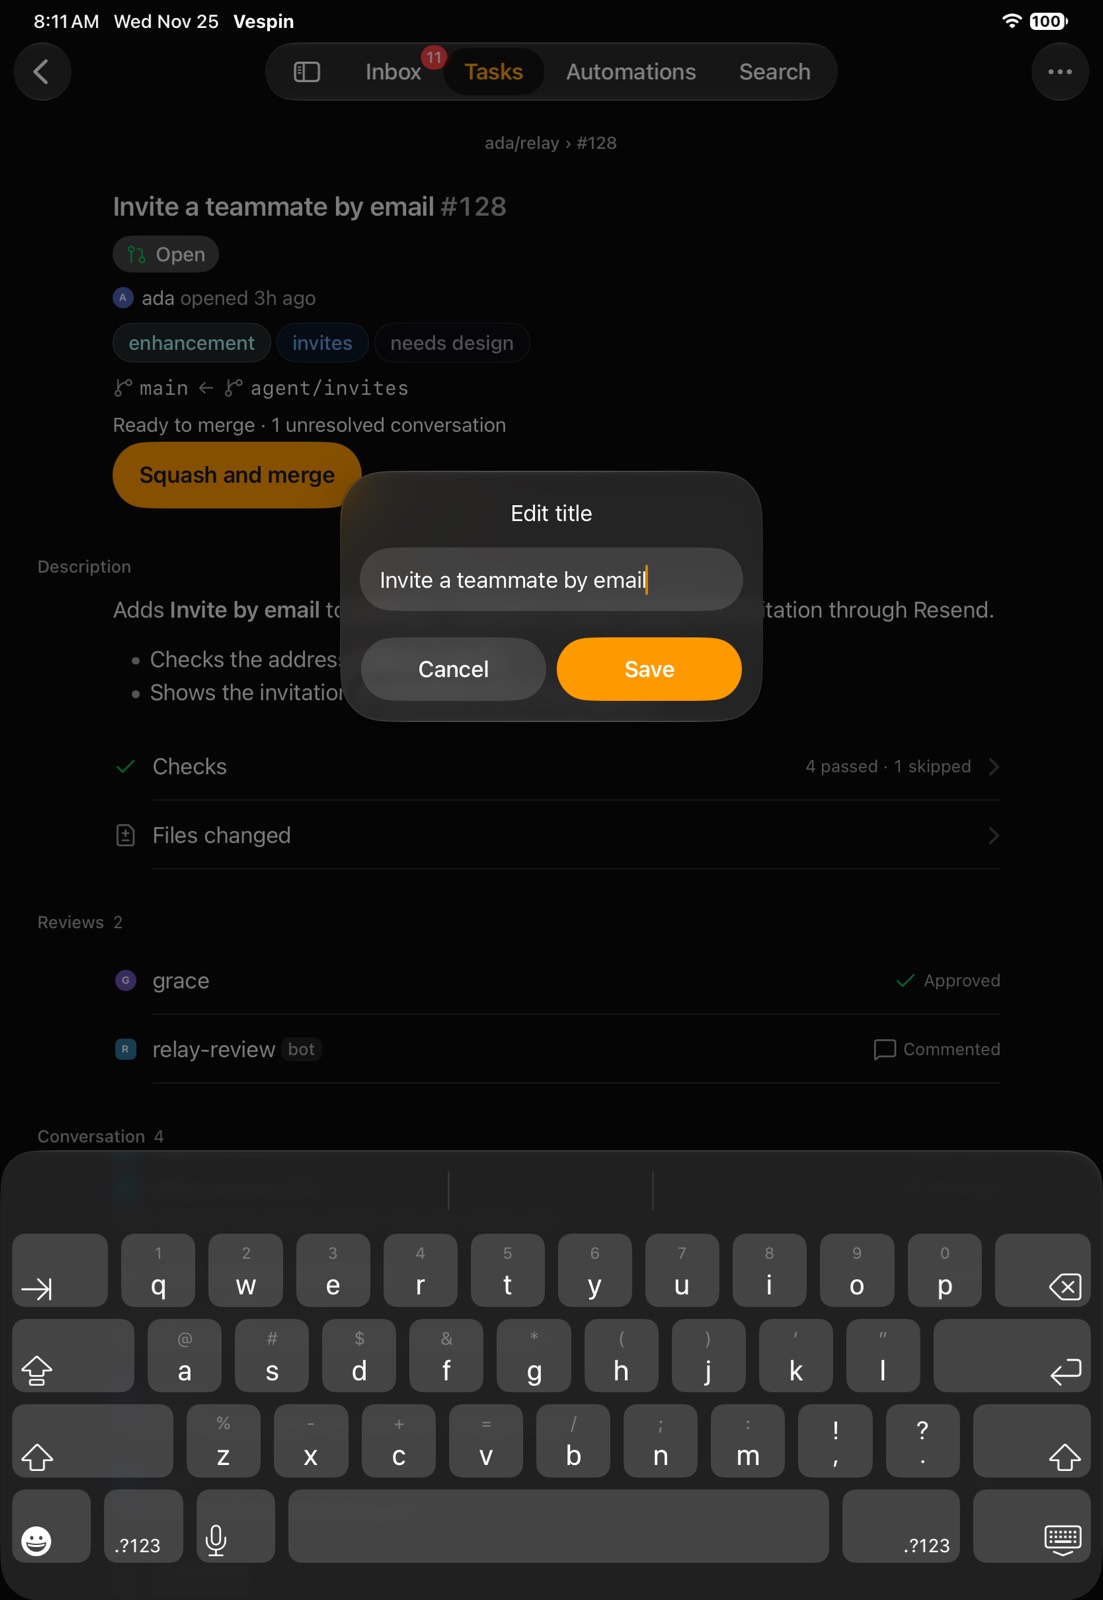 8:11 AM Wed Nov 25 Vespin 100
Inbox 11 Tasks Automations Search
ada/relay › #128
Invite a teammate by email #128
Open
A ada opened 3h ago
enhancement invites needs design
main ← agent/invites
Ready to merge · 1 unresolved conversation
Squash and merge
Edit title
Invite a teammate by email
Cancel Save
Description
Adds Invite by email tation through Resend.
Checks the addres
Shows the invitation
Checks 4 passed · 1 skipped
Files changed
Reviews 2
G grace Approved
R relay-review bot Commented
Conversation 4
1 2 3 4 5 6 7 8 9 0
q w e r t y u i o p
@ # $ & * ( ) ' "
a s d f g h j k l
% - + = / ; : ! ?
z x c v b n m , .
.?123 .?123